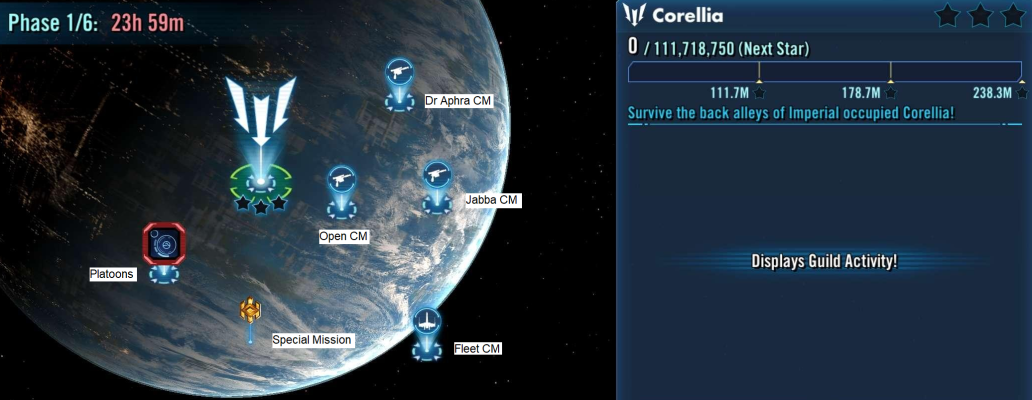 Phase 1/6: 23h 59m
Dr Aphra CM
Jabba CM
Open CM
Platoons
Special Mission
Fleet CM
Corellia
0 / 111,718,750 (Next Star)
111.7M 178.7M 238.3M
Survive the back alleys of Imperial occupied Corellia!
Displays Guild Activity!